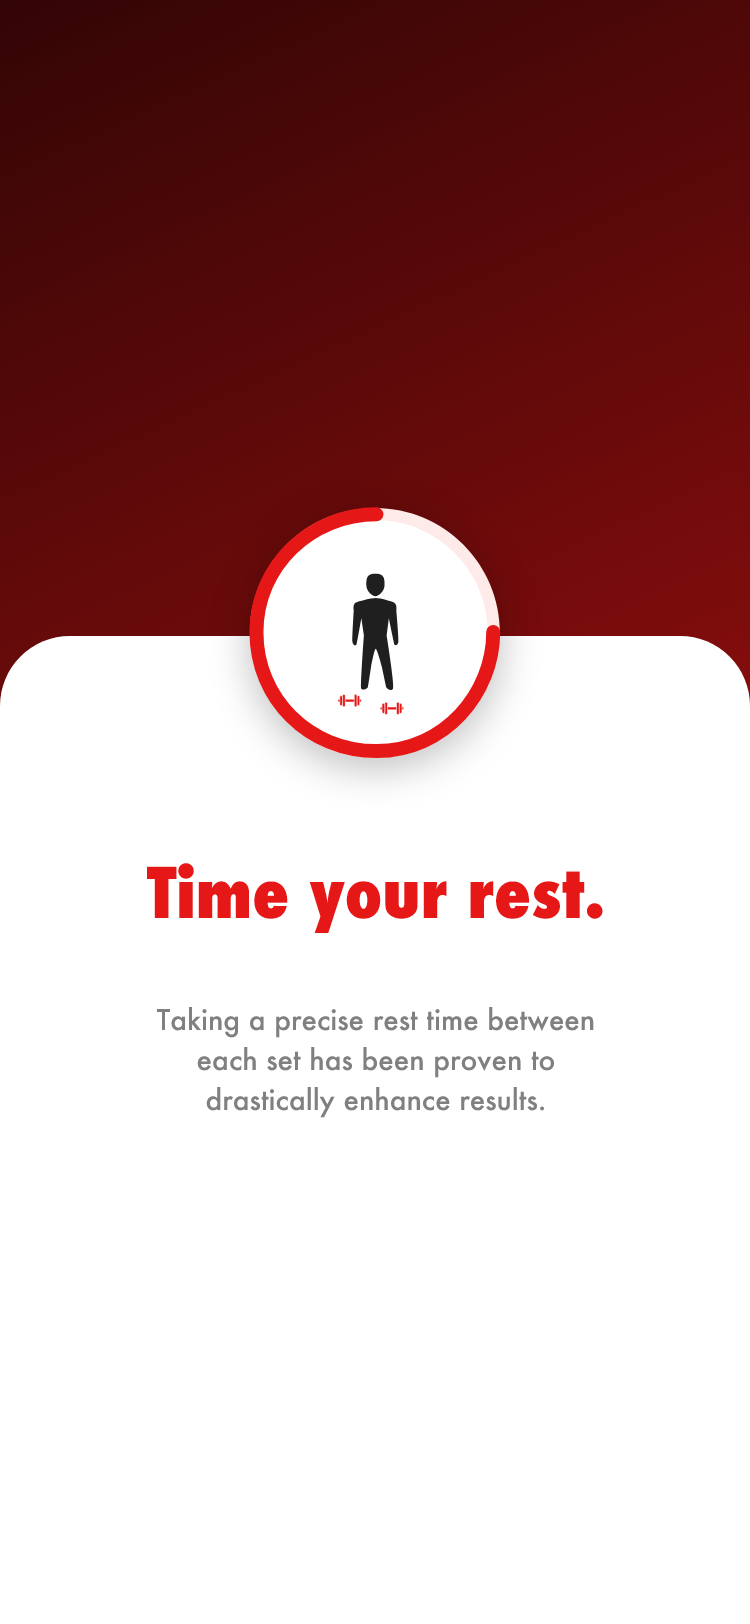 Time your rest.
Taking a precise rest time between
each set has been proven to
drastically enhance results.